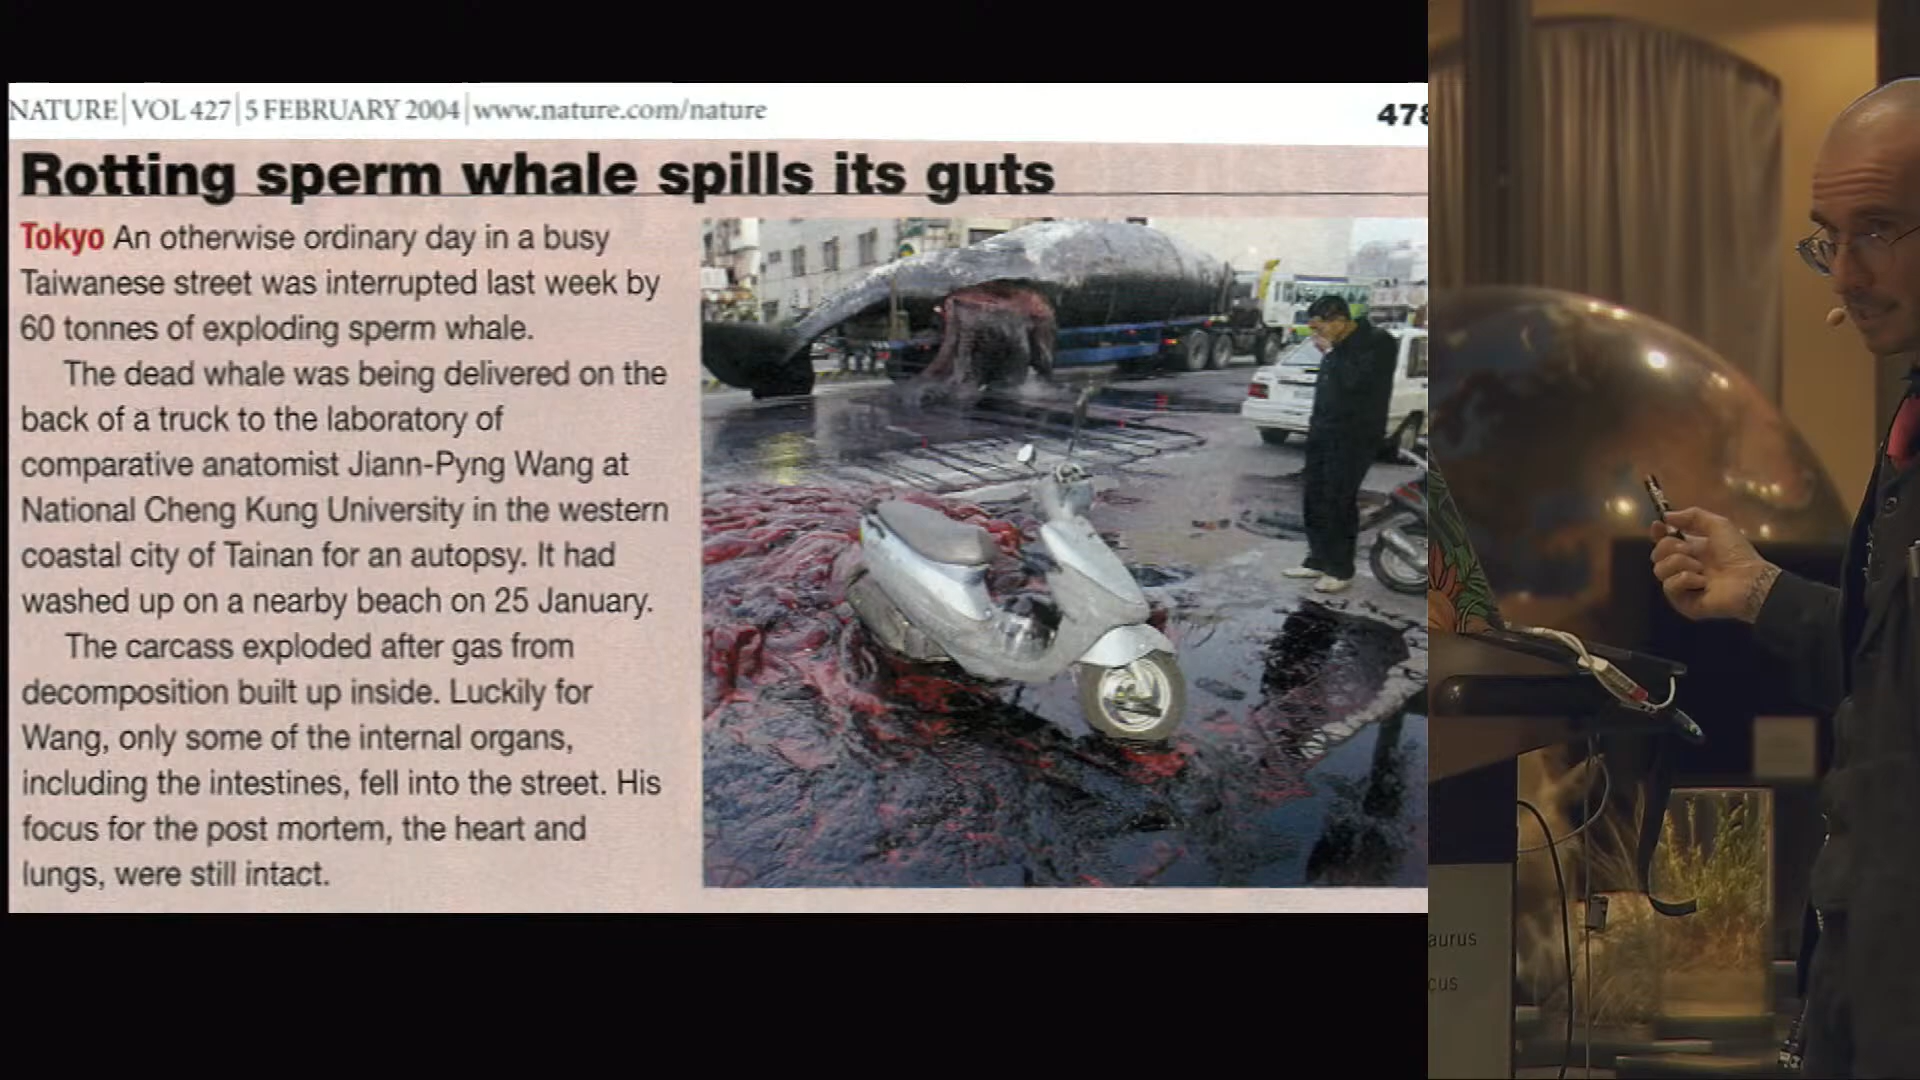 NATURE|VOL 427|5 FEBRUARY 2004|www.nature.com/nature
478
Rotting sperm whale spills its guts
Tokyo An otherwise ordinary day in a busy
Taiwanese street was interrupted last week by
60 tonnes of exploding sperm whale.
The dead whale was being delivered on the
back of a truck to the laboratory of
comparative anatomist Jiann-Pyng Wang at
National Cheng Kung University in the western
coastal city of Tainan for an autopsy. It had
washed up on a nearby beach on 25 January.
The carcass exploded after gas from
decomposition built up inside. Luckily for
Wang, only some of the internal organs,
including the intestines, fell into the street. His
focus for the post mortem, the heart and
lungs, were still intact.
aurus
cus